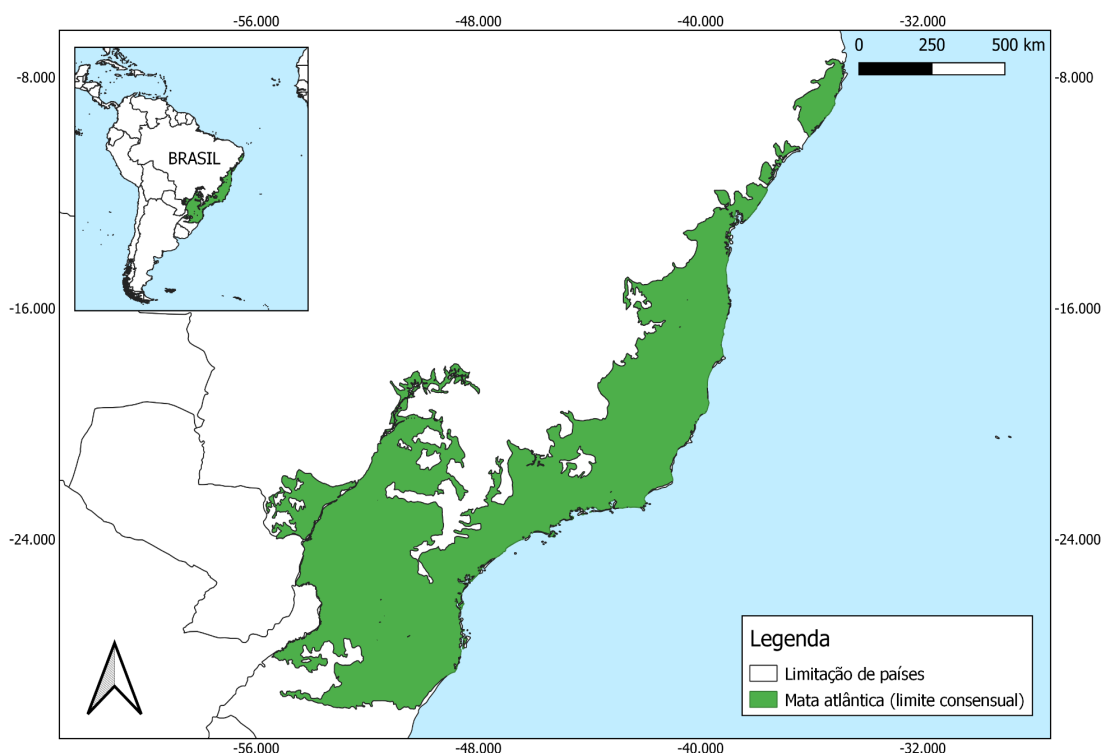 -56.000 -48.000 -40.000 -32.000
0 250 500 km
-8.000 -8.000
BRASIL
-16.000 -16.000
-24.000 -24.000
Legenda
Limitação de países
Mata atlântica (limite consensual)
-56.000 -48.000 -40.000 -32.000